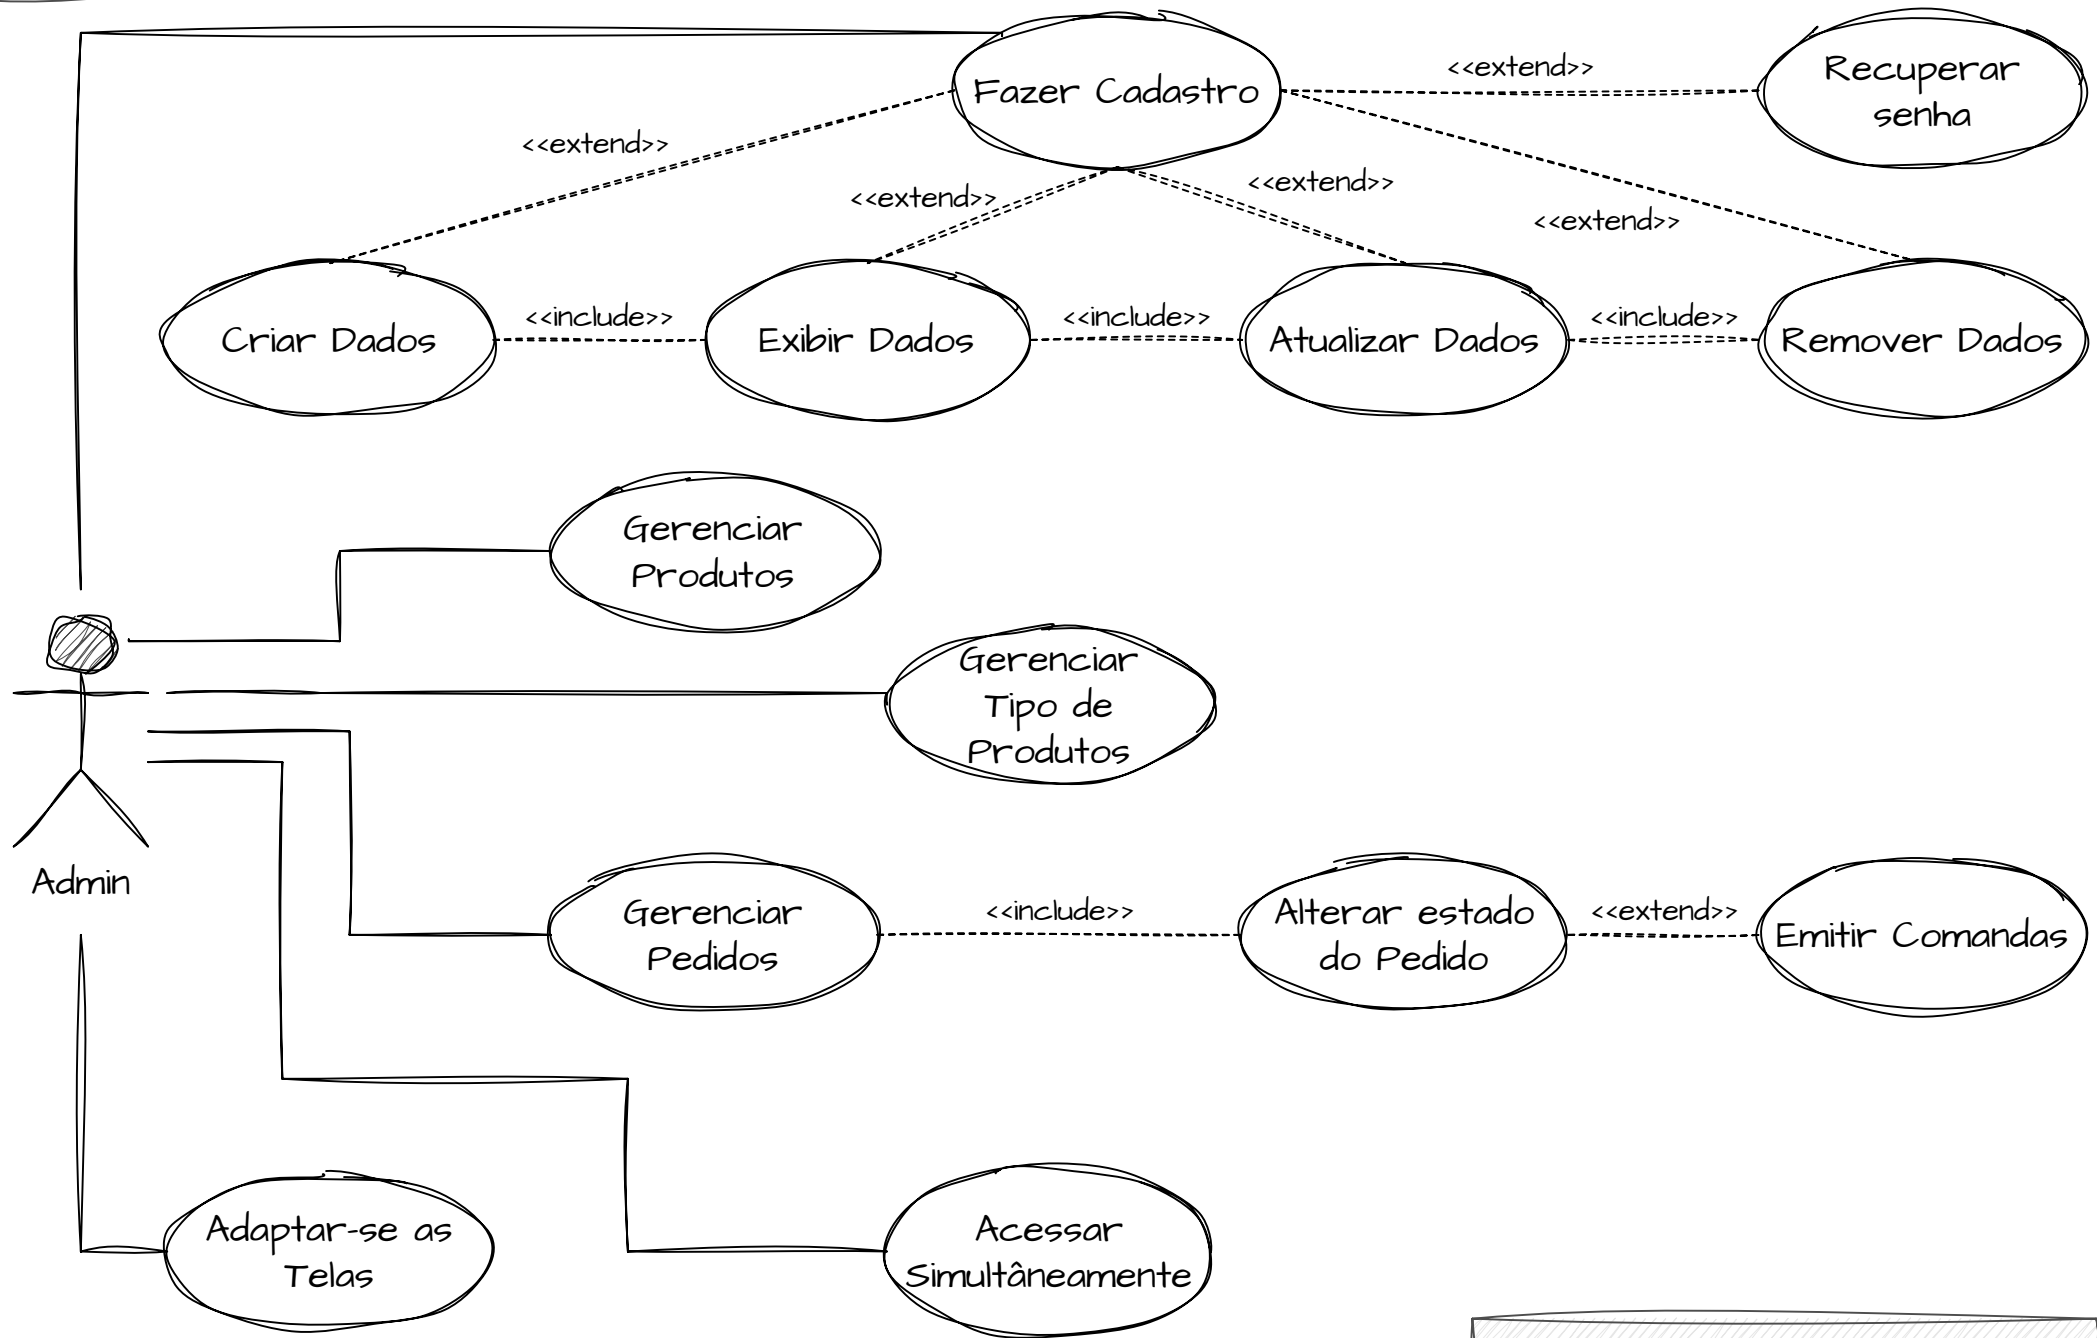 Fazer Cadastro
<<extend>>
Recuperar
senha
<<extend>>
<<extend>>
<<extend>>
<<extend>>
Criar Dados
<<include>>
Exibir Dados
<<include>>
Atualizar Dados
<<include>>
Remover Dados
Gerenciar
Produtos
Gerenciar
Tipo de
Produtos
Admin
Gerenciar
Pedidos
<<include>>
Alterar estado
do Pedido
<<extend>>
Emitir Comandas
Adaptar-se as
Telas
Acessar
Simultâneamente